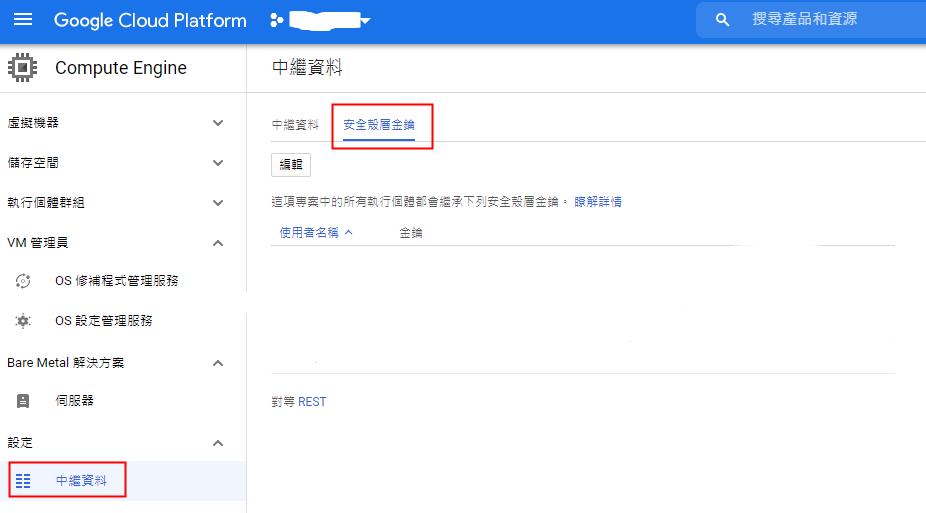 Google Cloud Platform
搜尋產品和資源
Compute Engine
虛擬機器
儲存空間
執行個體群組
VM 管理員
OS 修補程式管理服務
OS 設定管理服務
Bare Metal 解決方案
伺服器
設定
中繼資料
中繼資料
中繼資料 安全殼層金鑰
編輯
這項專案中的所有執行個體都會繼承下列安全殼層金鑰。 瞭解詳情
使用者名稱 金鑰
對等 REST